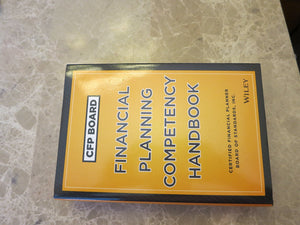 CFP BOARD
FINANCIAL
PLANNING
COMPETENCY
HANDBOOK
CERTIFIED FINANCIAL PLANNER
BOARD OF STANDARDS, INC.
WILEY